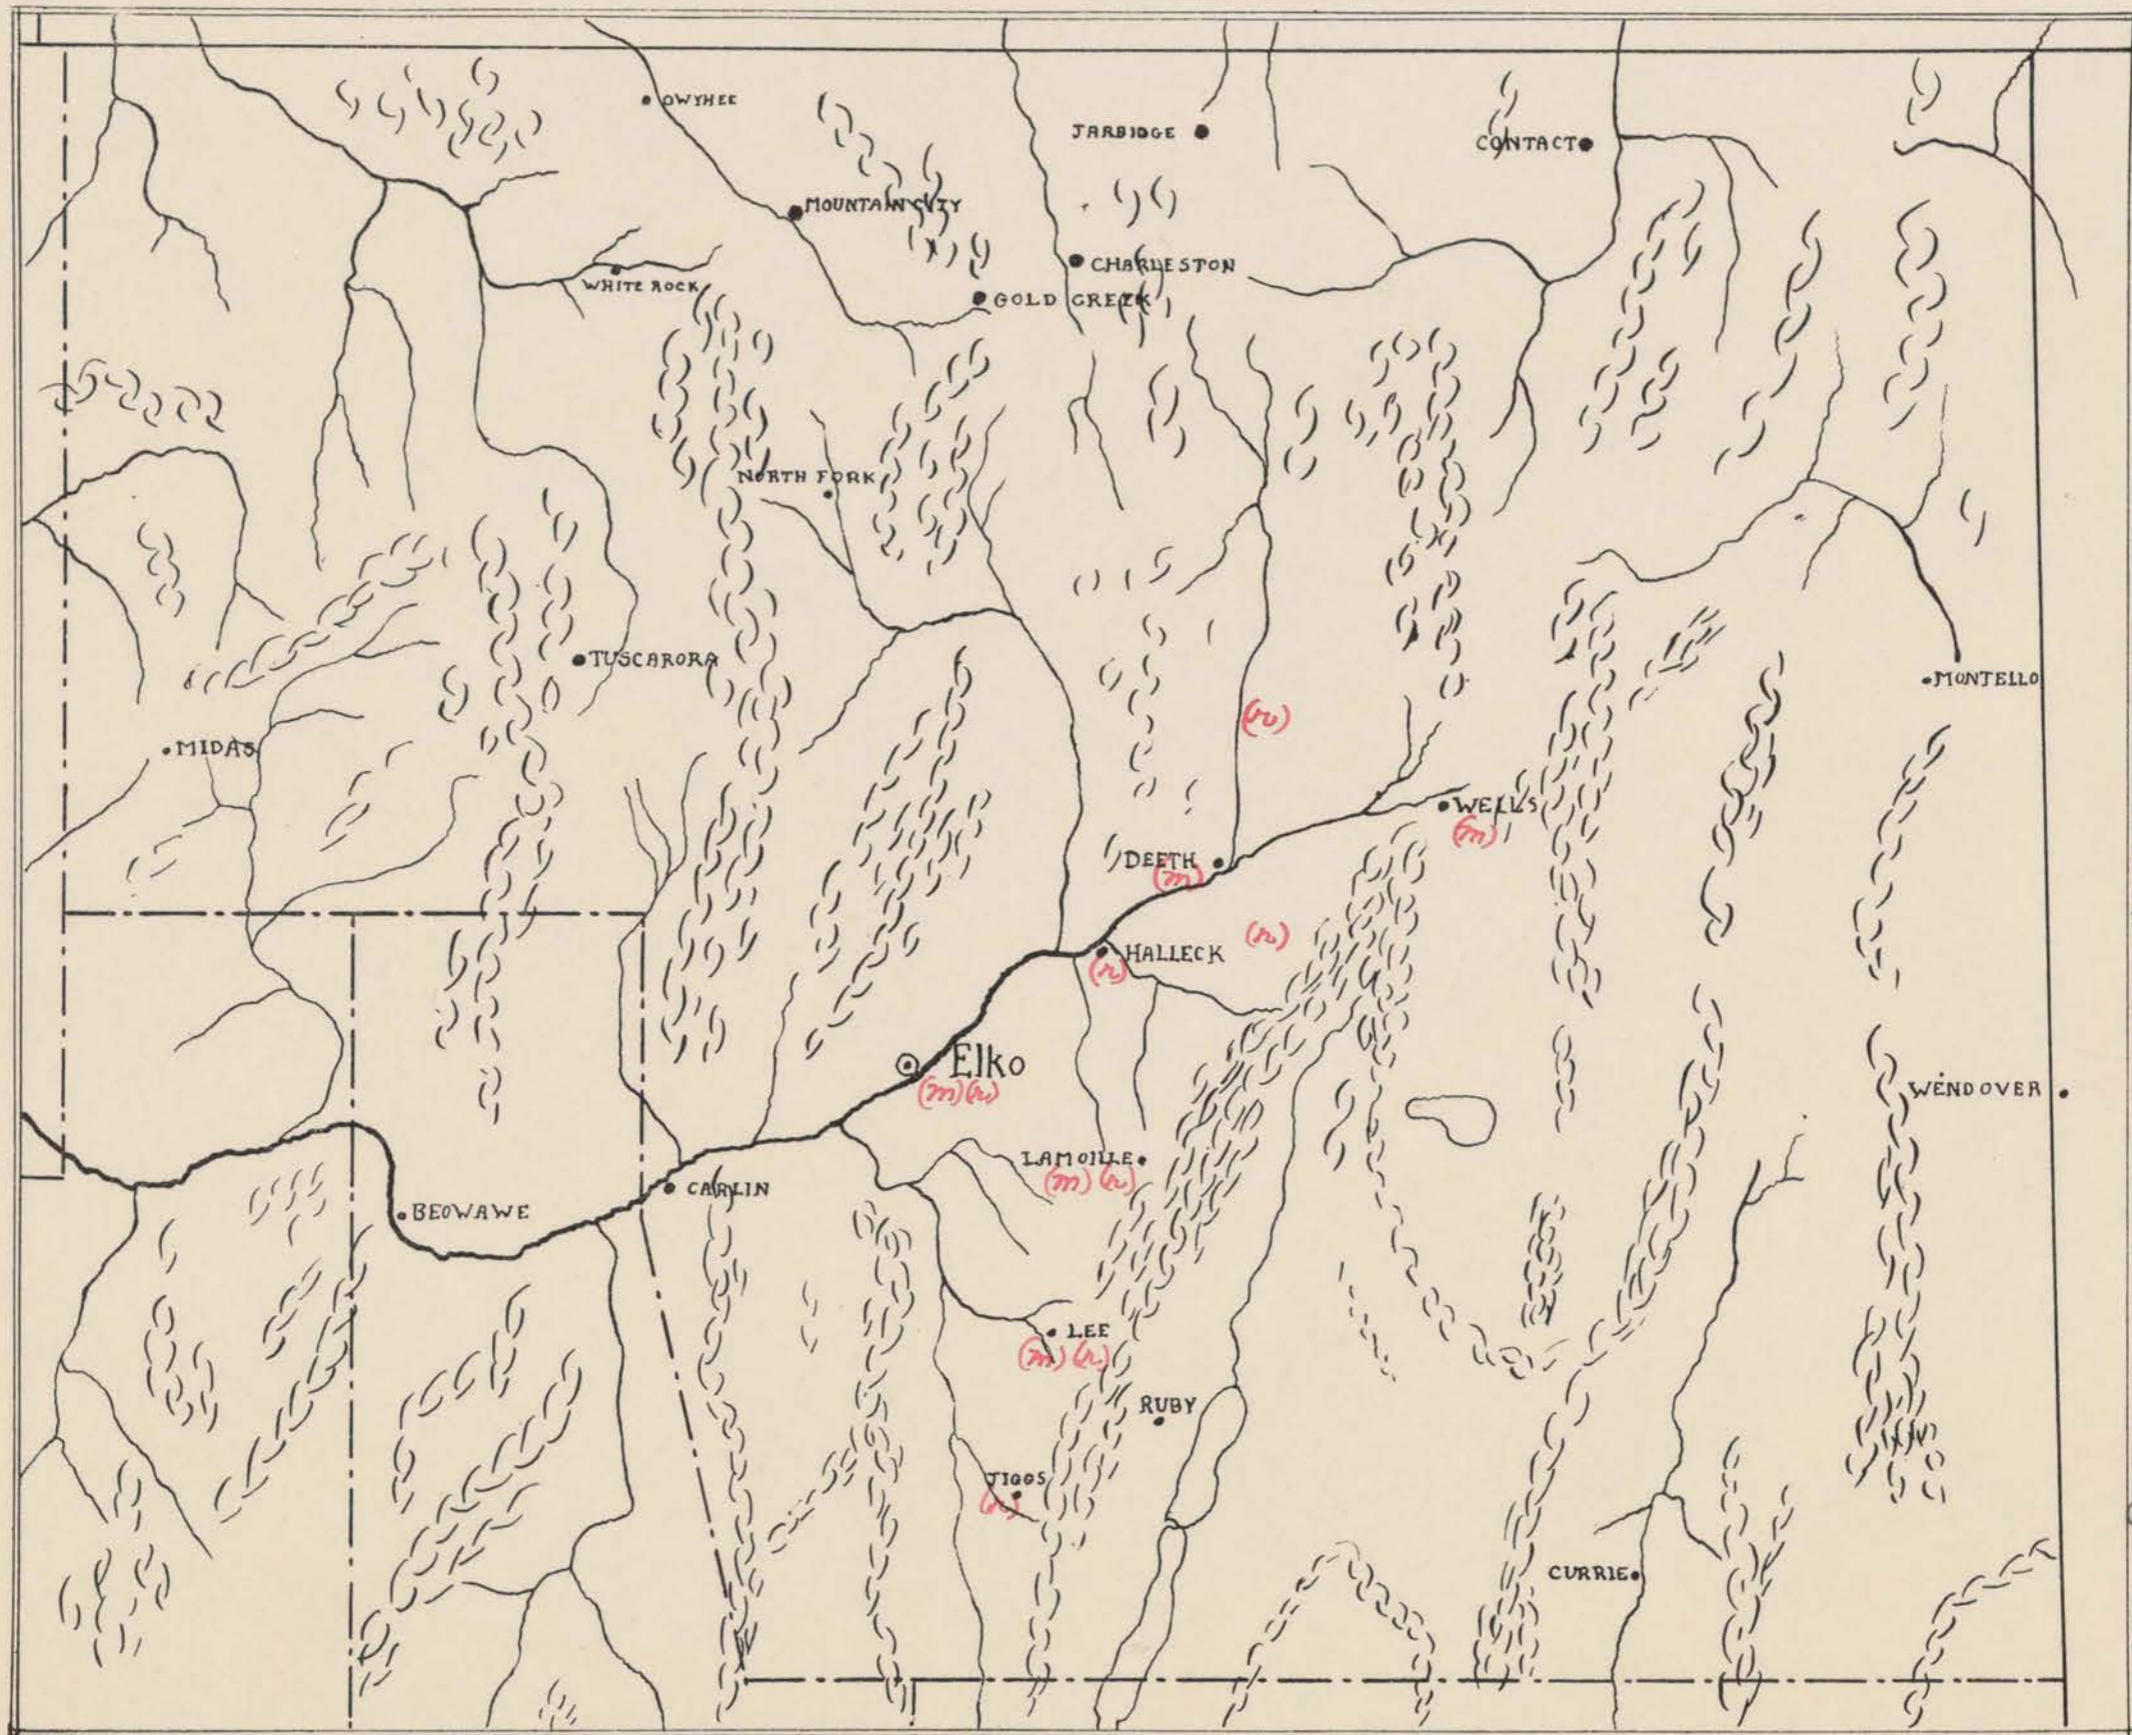 OWYHEE
JARBIDGE
CONTACT
MOUNTAIN CITY
CHARLESTON
WHITE ROCK
GOLD CREEK
NORTH FORK
TUSCARORA
MONTELLO
(r)
MIDAS
WELLS
(m)
DEETH
(m)
(r)
HALLECK
(r)
Elko
(m) (r)
WENDOVER
LAMOILLE
(m) (r)
CARLIN
BEOWAWE
LEE
(m) (r)
RUBY
JIGGS
(r)
CURRIE